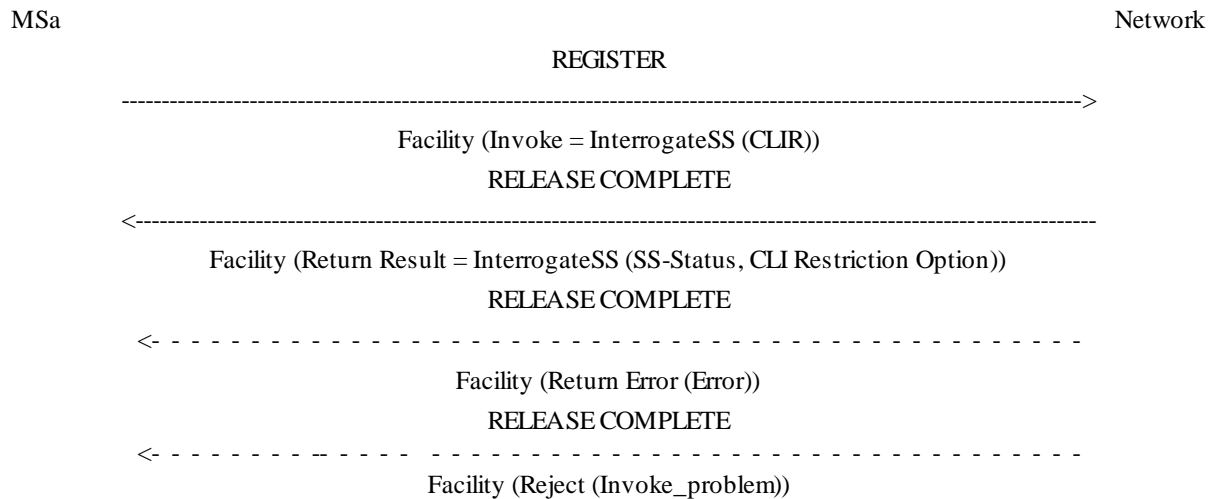 MSa Network
REGISTER
------------------------------------------------------------------------------------------------------------------------>
Facility (Invoke = InterrogateSS (CLIR))
RELEASE COMPLETE
<------------------------------------------------------------------------------------------------------------------------
Facility (Return Result = InterrogateSS (SS-Status, CLI Restriction Option))
RELEASE COMPLETE
<- - - - - - - - - - - - - - - - - - - - - - - - - - - - - - - - - - - - - - - - - - - - - - -
Facility (Return Error (Error))
RELEASE COMPLETE
<- - - - - - - - -- - - - - - - - - - - - - - - - - - - - - - - - - - - - - - - - - - - - - -
Facility (Reject (Invoke_problem))